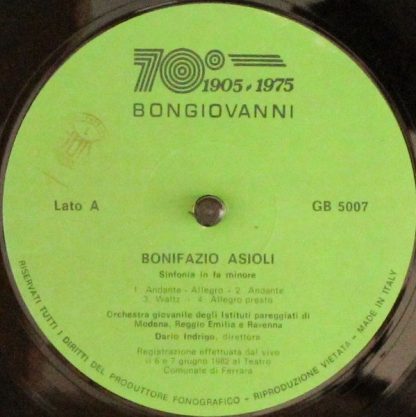 70°
1905 • 1975
BONGIOVANNI
Lato A
GB 5007
BONIFAZIO ASIOLI
Sinfonia in fa minore
1. Andante - Allegro - 2. Andante
3. Waltz - 4. Allegro presto
Orchestra giovanile degli Istituti pareggiati di
Modena, Reggio Emilia e Ravenna
Dario Indrigo, direttore
Registrazione effettuata dal vivo
il 6 e 7 giugno 1982 al Teatro
Comunale di Ferrara
RISERVATI TUTTI I DIRITTI DEL PRODUTTORE FONOGRAFICO - RIPRODUZIONE VIETATA - MADE IN ITALY